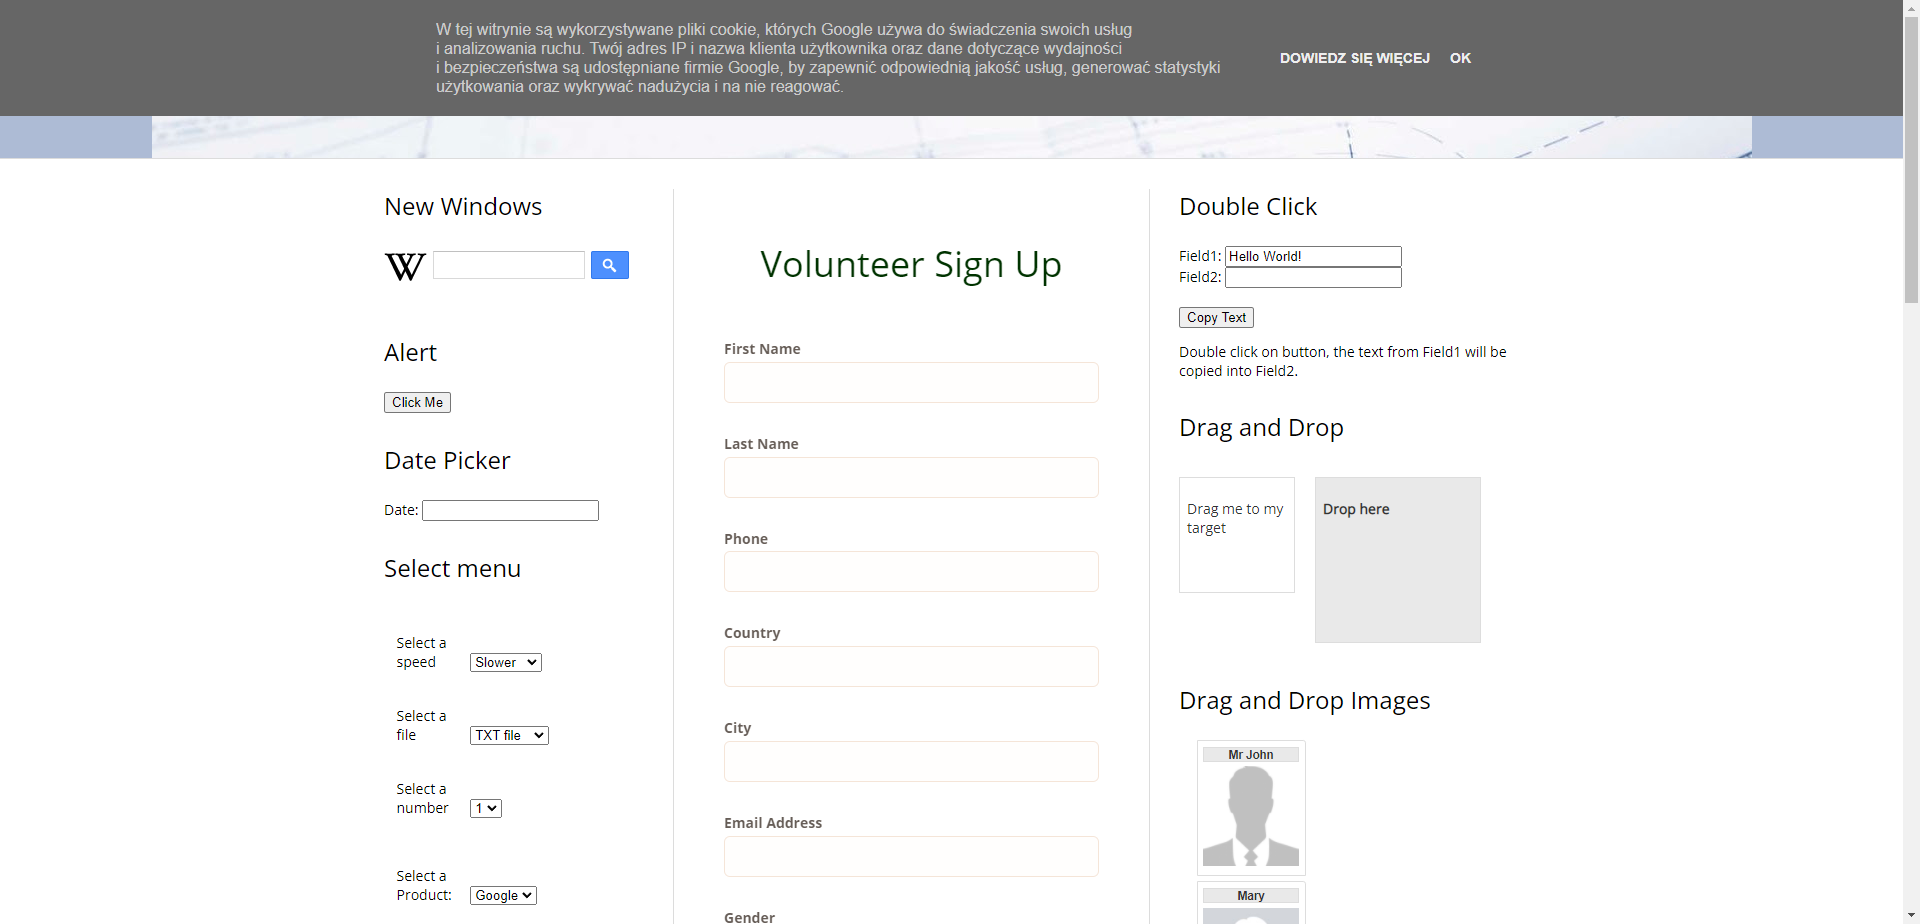 W tej witrynie są wykorzystywane pliki cookie, których Google używa do świadczenia swoich usług
i analizowania ruchu. Twój adres IP i nazwa klienta użytkownika oraz dane dotyczące wydajności
i bezpieczeństwa są udostępniane firmie Google, by zapewnić odpowiednią jakość usług, generować statystyki
użytkowania oraz wykrywać nadużycia i na nie reagować.
DOWIEDZ SIĘ WIĘCEJ OK
New Windows
W
Alert
Click Me
Date Picker
Date:
Select menu
Select a
speed
Slower
Select a
file
TXT file
Select a
number
1
Select a
Product:
Google
Volunteer Sign Up
First Name
Last Name
Phone
Country
City
Email Address
Gender
Double Click
Field1: Hello World!
Field2:
Copy Text
Double click on button, the text from Field1 will be
copied into Field2.
Drag and Drop
Drag me to my
target
Drop here
Drag and Drop Images
Mr John
Mary